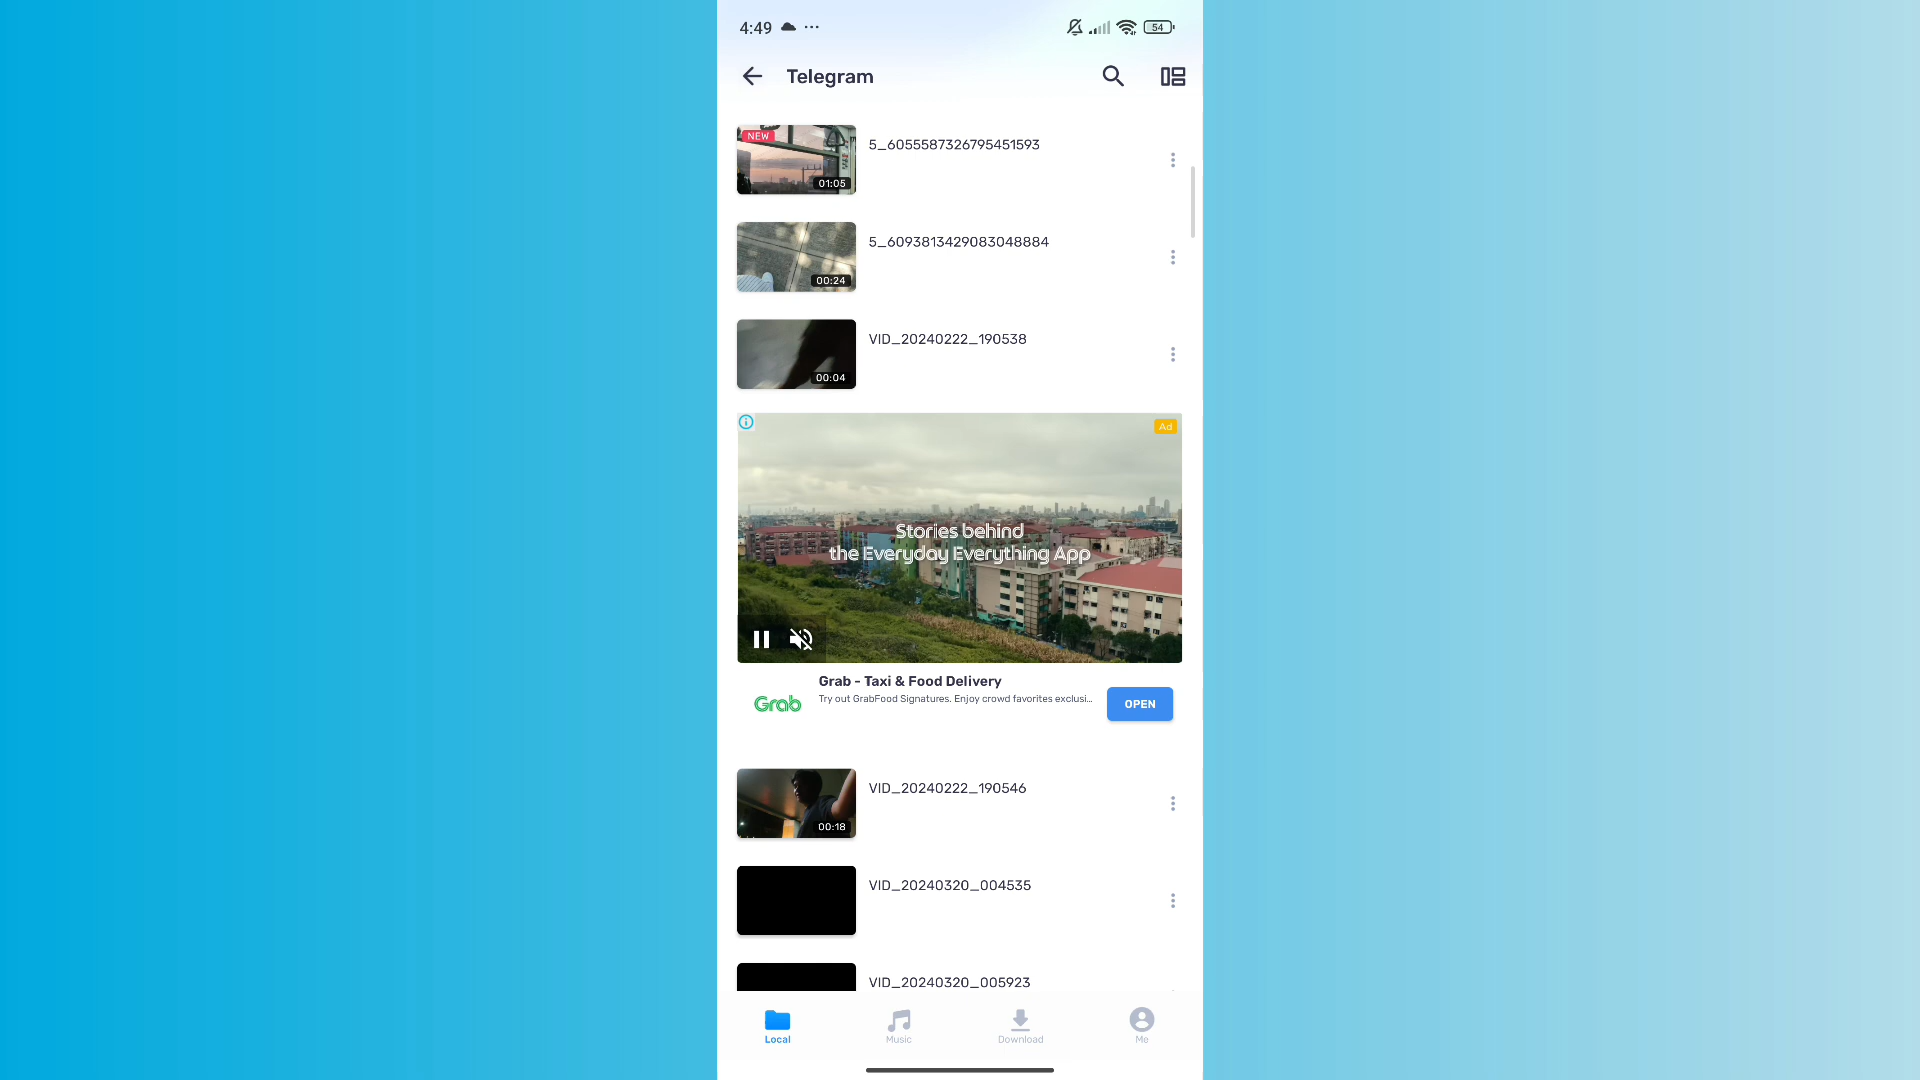 4:49
54
Telegram
NEW
01:05
5_6055587326795451593
00:24
5_6093813429083048884
00:04
VID_20240222_190538
Ad
Stories behind
the Everyday Everything App
Grab
Grab - Taxi & Food Delivery
Try out GrabFood Signatures. Enjoy crowd favorites exclusi...
OPEN
00:18
VID_20240222_190546
VID_20240320_004535
VID_20240320_005923
Local
Music
Download
Me